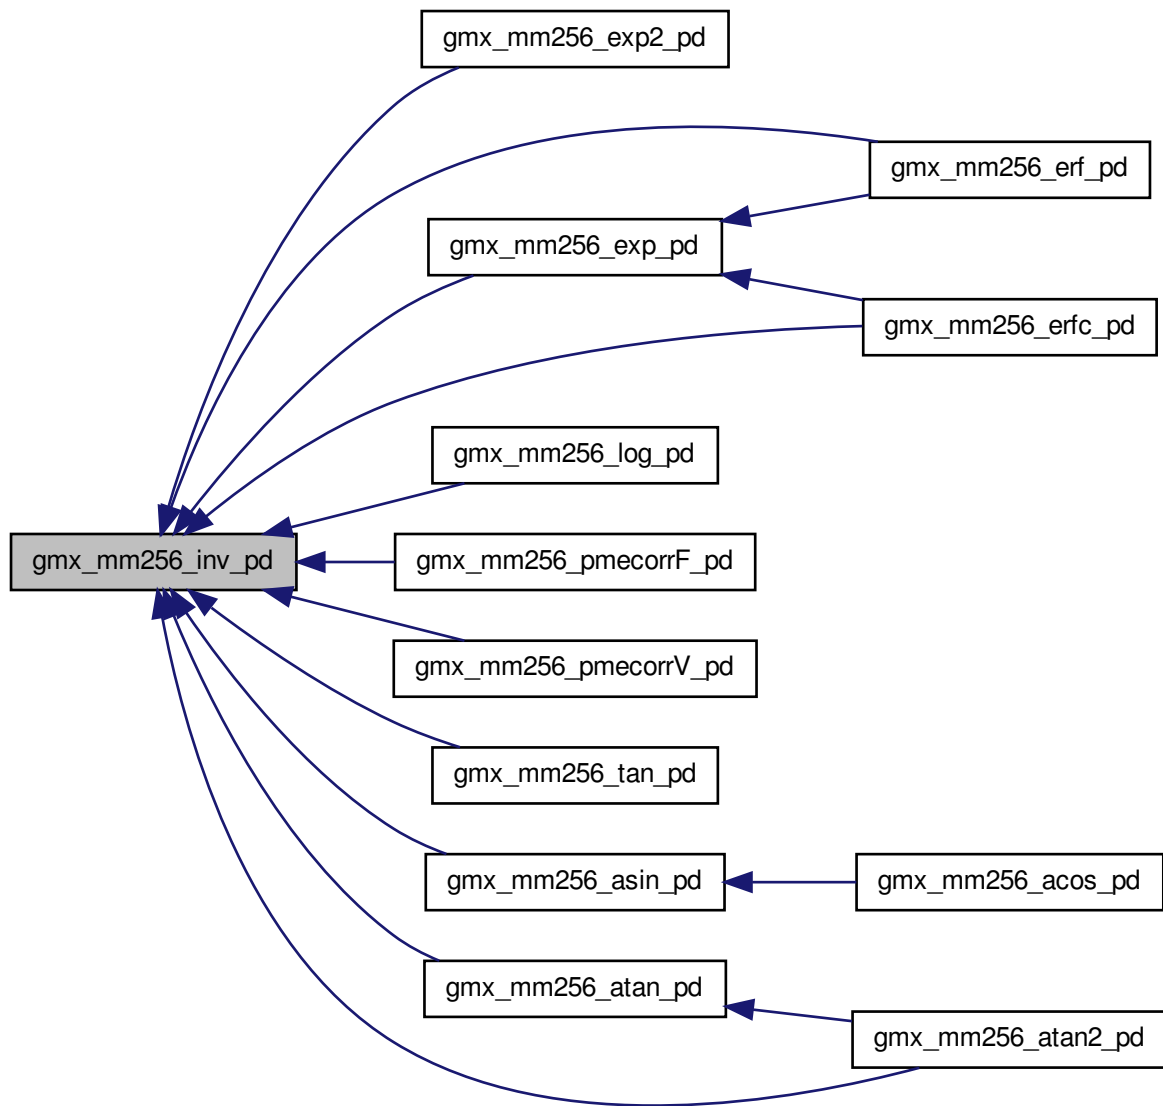 gmx_mm256_exp2_pd
gmx_mm256_erf_pd
gmx_mm256_exp_pd
gmx_mm256_erfc_pd
gmx_mm256_log_pd
gmx_mm256_inv_pd
gmx_mm256_pmecorrF_pd
gmx_mm256_pmecorrV_pd
gmx_mm256_tan_pd
gmx_mm256_asin_pd
gmx_mm256_acos_pd
gmx_mm256_atan_pd
gmx_mm256_atan2_pd